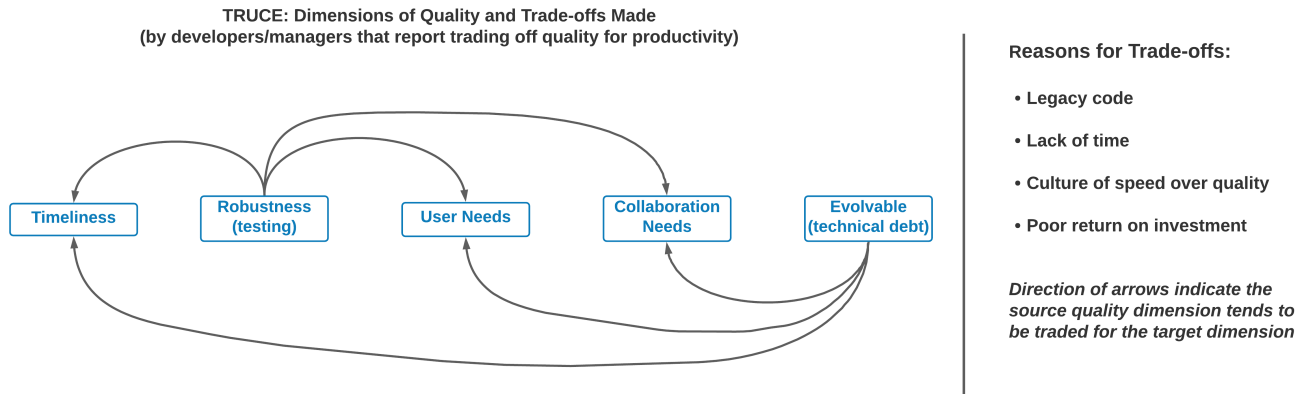 TRUCE: Dimensions of Quality and Trade-offs Made
(by developers/managers that report trading off quality for productivity)
Timeliness
Robustness
(testing)
User Needs
Collaboration
Needs
Evolvable
(technical debt)
Reasons for Trade-offs:
• Legacy code
• Lack of time
• Culture of speed over quality
• Poor return on investment
Direction of arrows indicate the
source quality dimension tends to
be traded for the target dimension